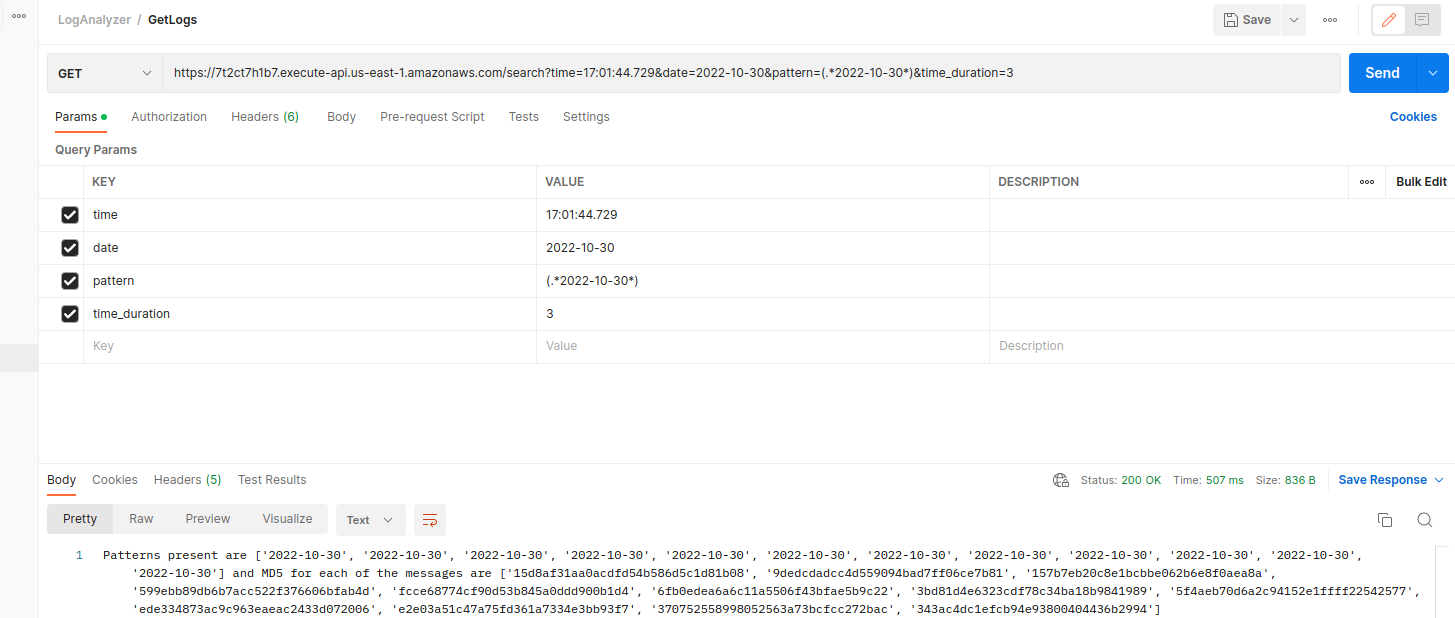 LogAnalyzer / GetLogs
Save
GET
https://7t2ct7h1b7.execute-api.us-east-1.amazonaws.com/search?time=17:01:44.729&date=2022-10-30&pattern=(.*2022-10-30*)&time_duration=3
Send
Params Authorization Headers (6) Body Pre-request Script Tests Settings Cookies
Query Params
KEY VALUE DESCRIPTION Bulk Edit
time 17:01:44.729
date 2022-10-30
pattern (.*2022-10-30*)
time_duration 3
Key Value Description
Body Cookies Headers (5) Test Results Status: 200 OK Time: 507 ms Size: 836 B Save Response
Pretty Raw Preview Visualize Text
1 Patterns present are ['2022-10-30', '2022-10-30', '2022-10-30', '2022-10-30', '2022-10-30', '2022-10-30', '2022-10-30', '2022-10-30', '2022-10-30', '2022-10-30', '2022-10-30',
'2022-10-30'] and MD5 for each of the messages are ['15d8af31aa0acdfd54b586d5c1d81b08', '9dedcdadcc4d559094bad7ff06ce7b81', '157b7eb20c8e1bcbbe062b6e8f0aea8a',
'599ebb89db6b7acc522f376606bfab4d', 'fcce68774cf90d53b845a0ddd900b1d4', '6fb0edea6a6c11a5506f43bfae5b9c22', '3bd81d4e6323cdf78c34ba18b9841989', '5f4aeb70d6a2c94152e1ffff22542577',
'ede334873ac9c963eaeac2433d072006', 'e2e03a51c47a75fd361a7334e3bb93f7', '370752558998052563a73bcfcc272bac', '343ac4dc1efcb94e93800404436b2994']